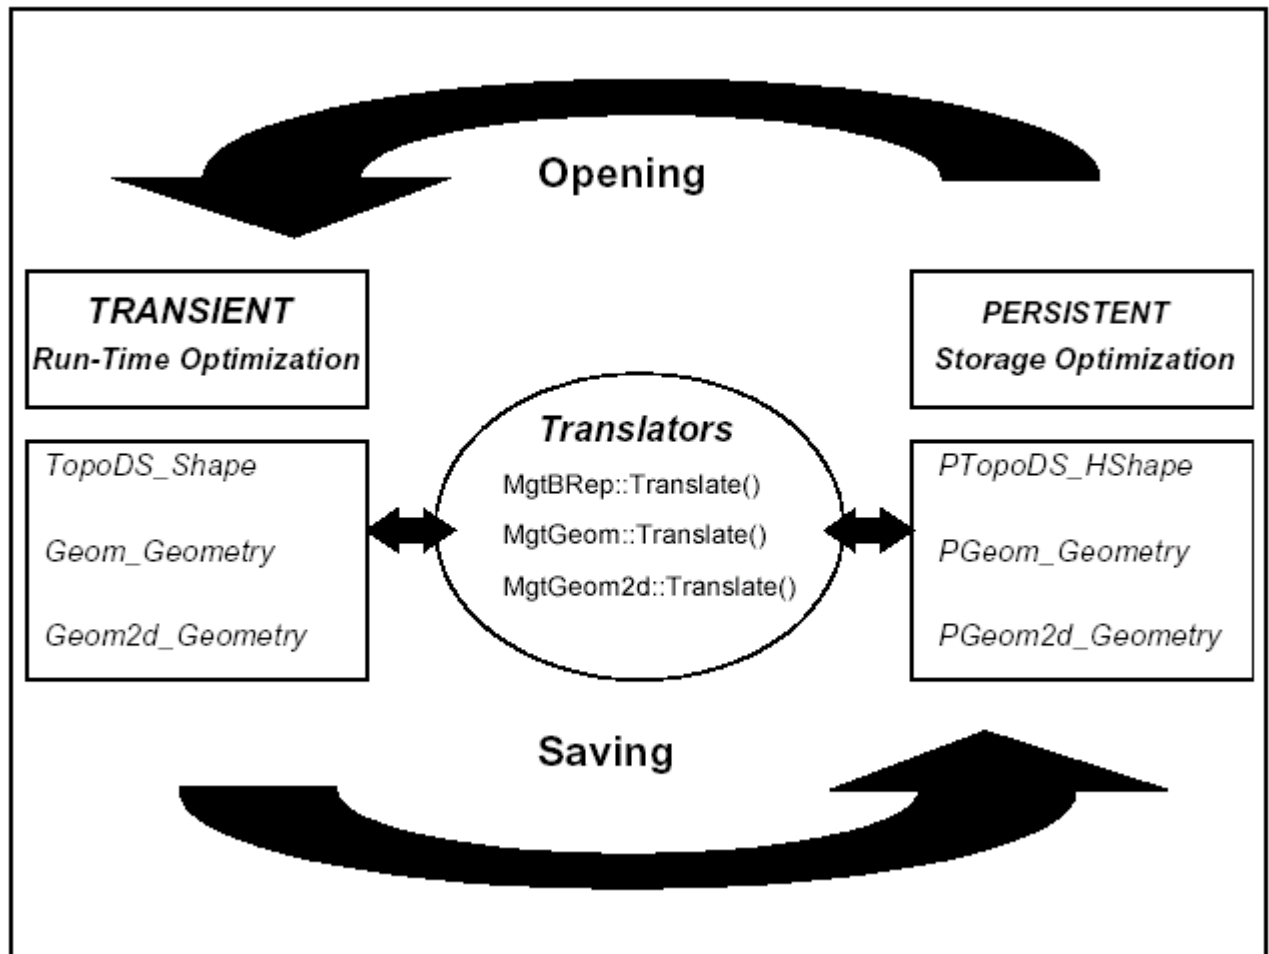 Opening
TRANSIENT
Run-Time Optimization
PERSISTENT
Storage Optimization
TopoDS_Shape
Geom_Geometry
Geom2d_Geometry
Translators
MgtBRep::Translate()
MgtGeom::Translate()
MgtGeom2d::Translate()
PTopoDS_HShape
PGeom_Geometry
PGeom2d_Geometry
Saving